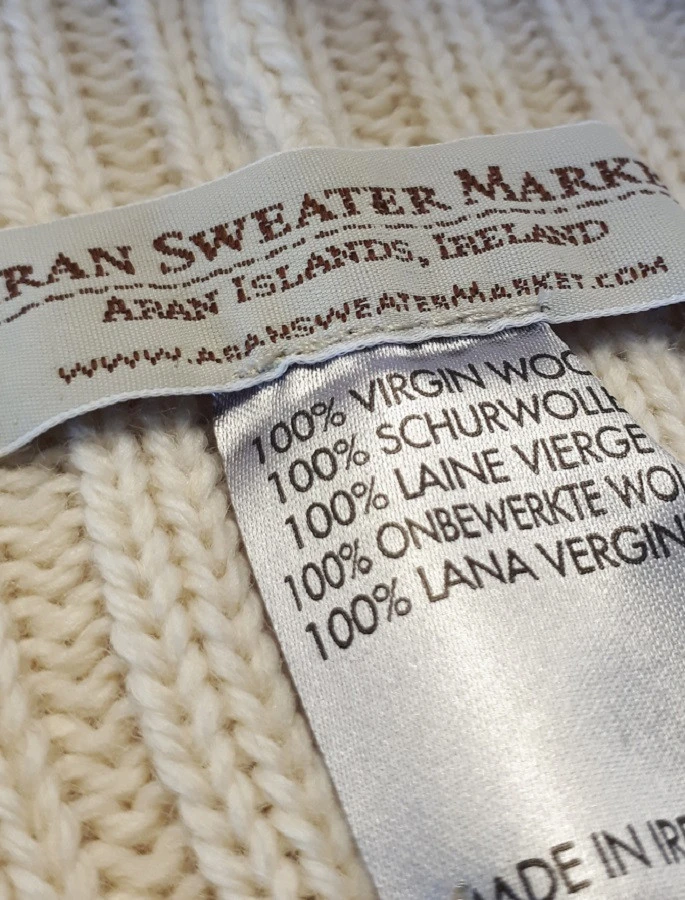 RAN SWEATER MARKE
ARAN ISLANDS, IRELAND
WWW.ARANSWEATERMARKET.COM
100% VIRGIN WOO
100% SCHURWOLLE
100% LAINE VIERGE
100% ONBEWERKTE WO
100% LANA VERGIN
MADE IN IRE